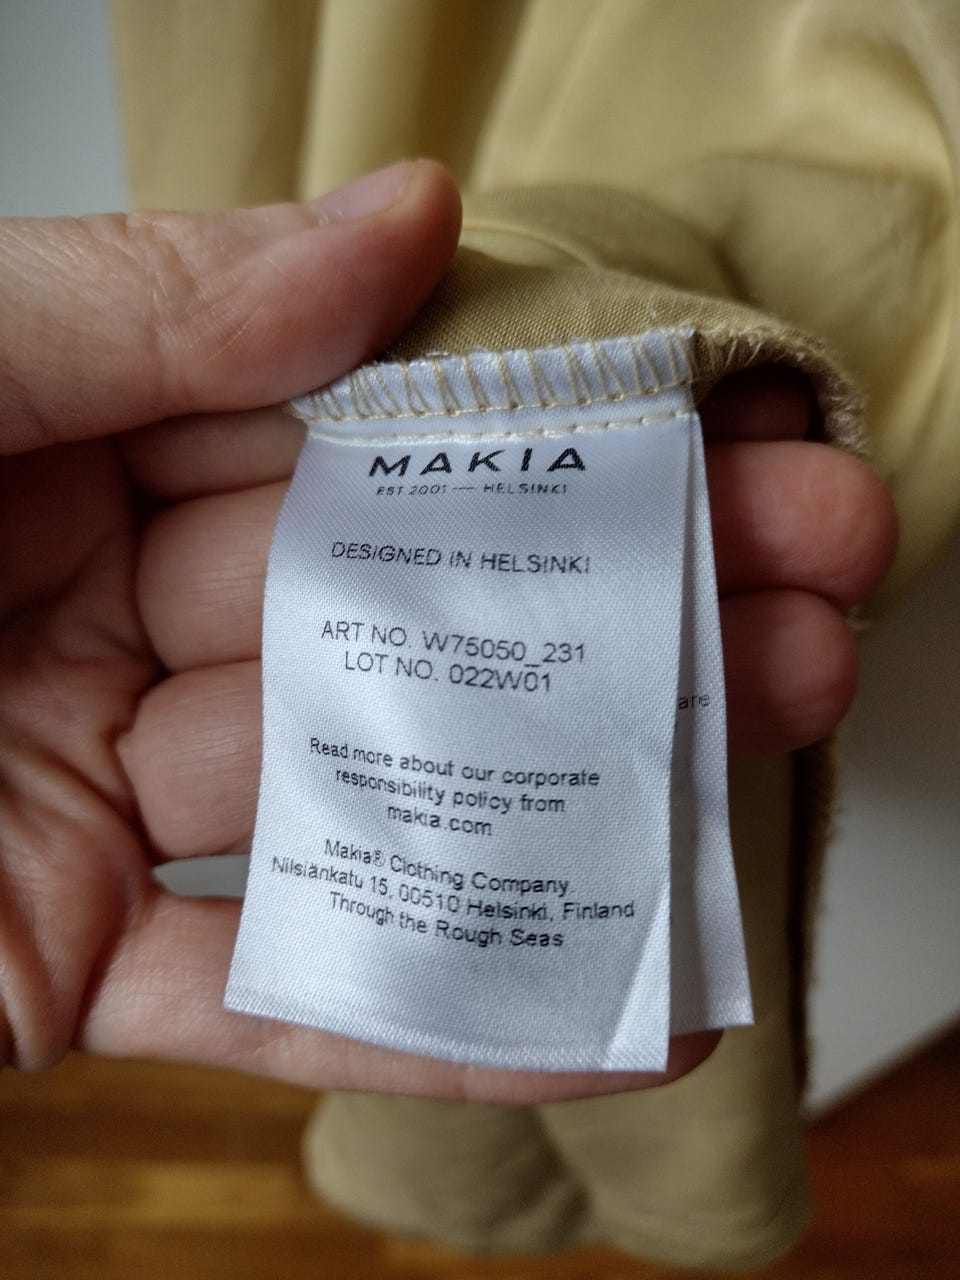 MAKIA
EST.2001 — HELSINKI
DESIGNED IN HELSINKI
ART NO. W75050_231
LOT NO. 022W01
Read more about our corporate
responsibility policy from
makia.com
Makia® Clothing Company
Nilsiänkatu 15, 00510 Helsinki, Finland
Through the Rough Seas
are